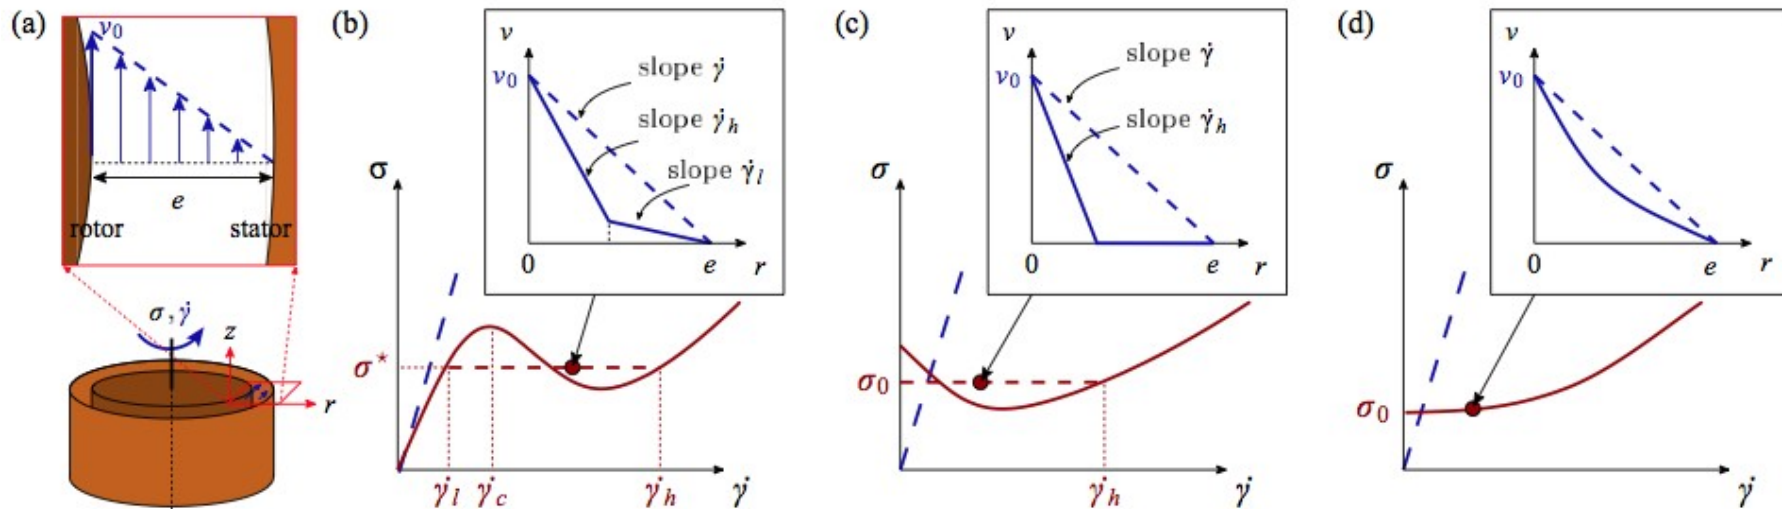 (a)
v0
e
rotor
stator
σ , γ̇
z
r
(b)
v
v0
slope γ̇
slope γ̇h
slope γ̇l
0
e
r
σ
σ*
γ̇l
γ̇c
γ̇h
γ̇
(c)
v
v0
slope γ̇
slope γ̇h
0
e
r
σ
σ0
γ̇h
γ̇
(d)
v
v0
0
e
r
σ
σ0
γ̇